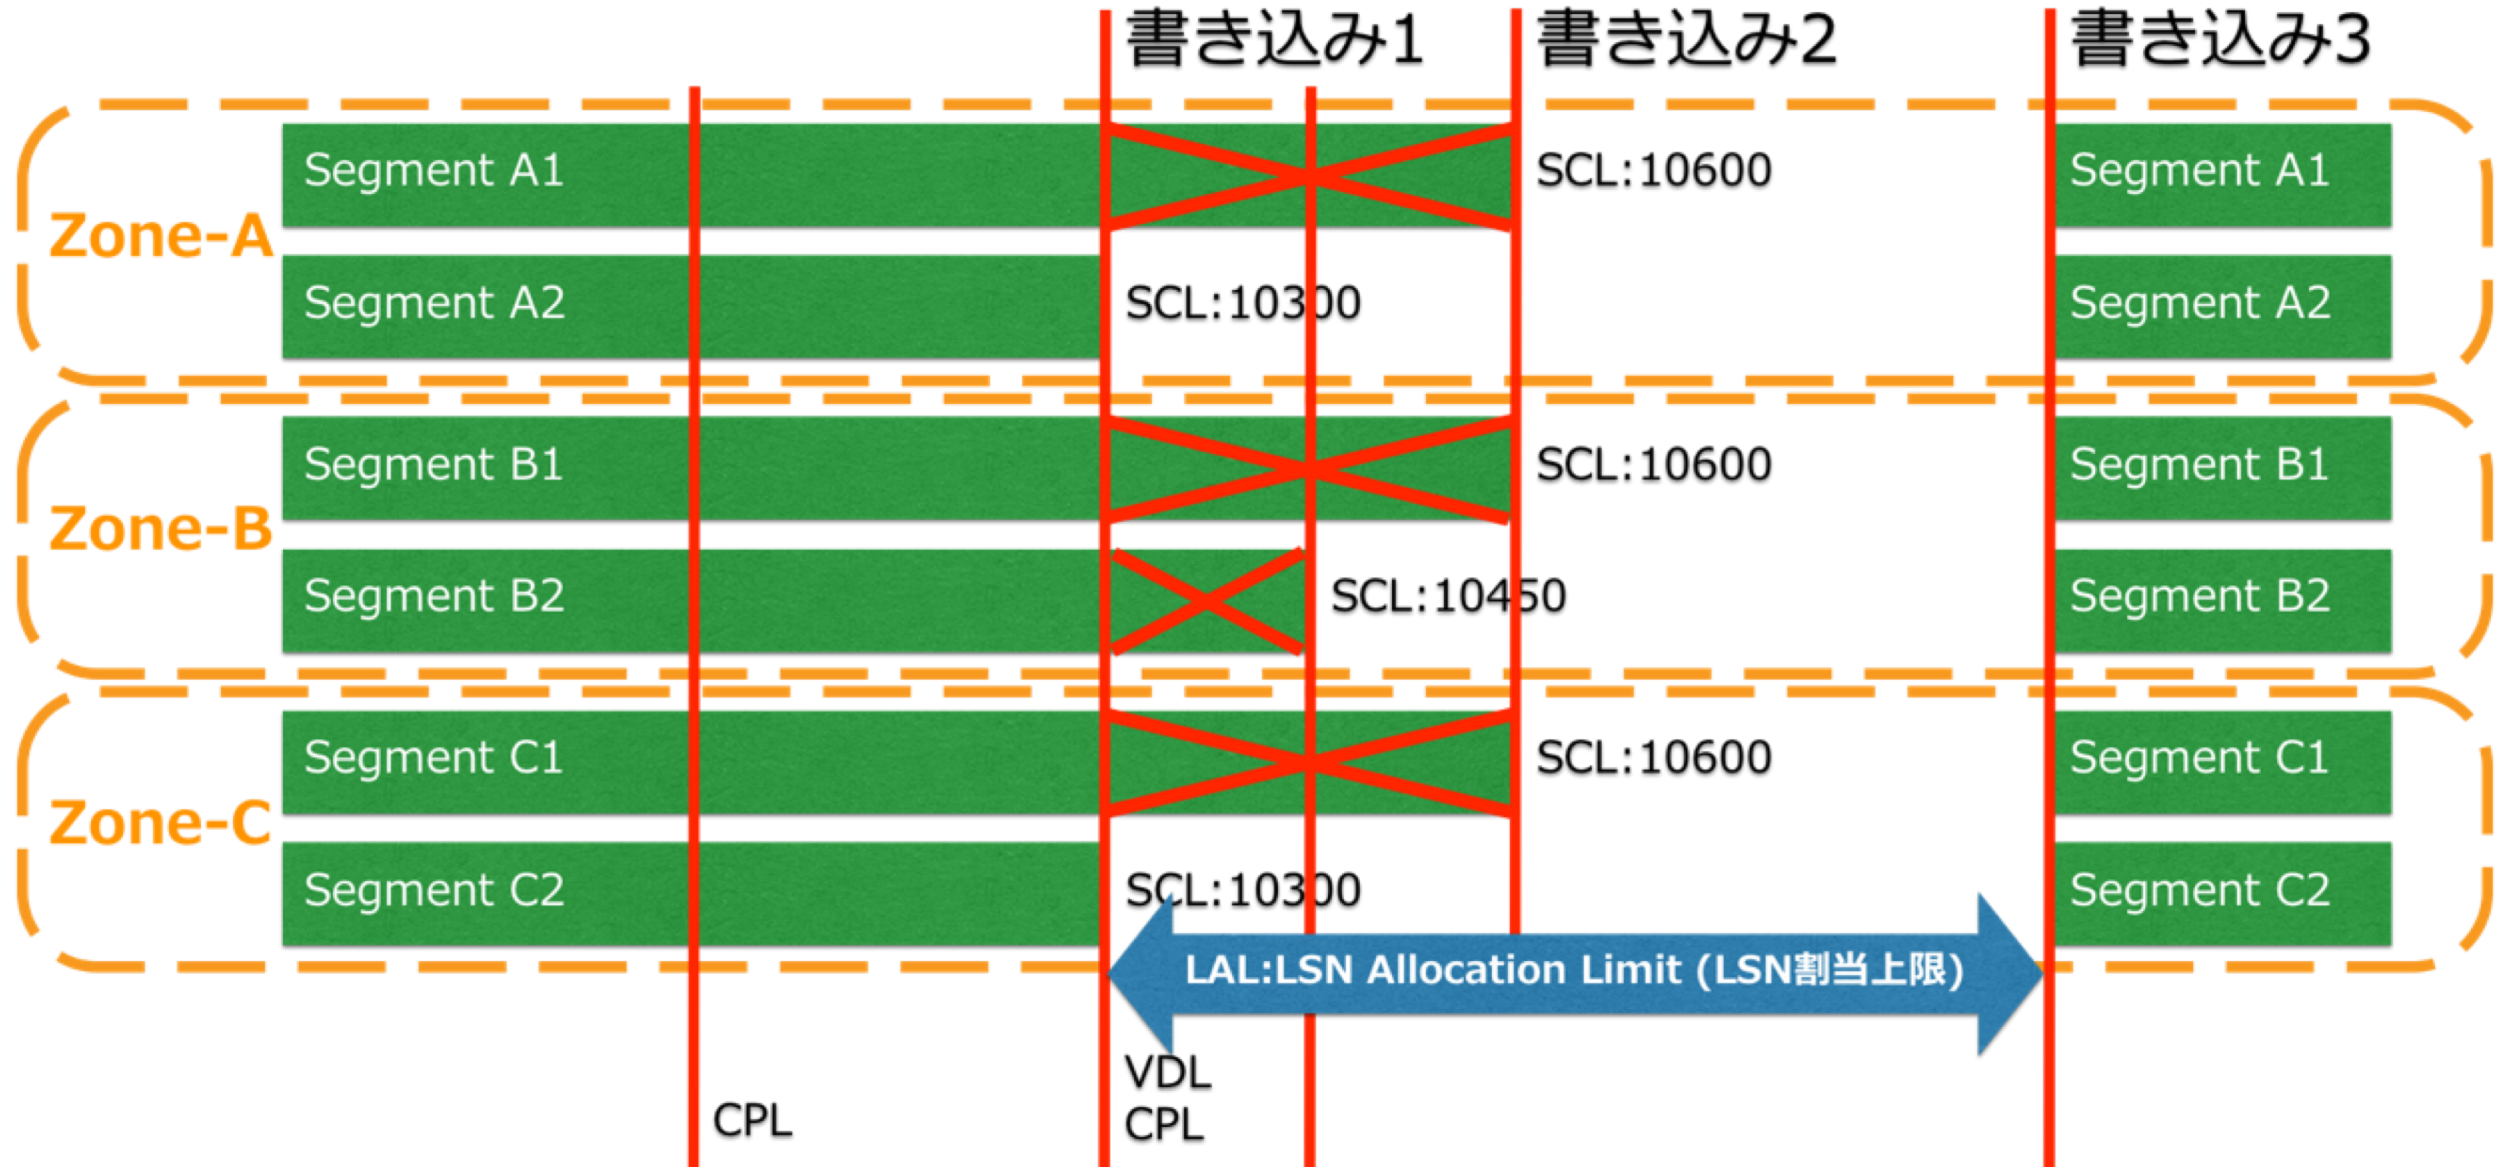 書き込み1
書き込み2
書き込み3
Zone-A
Segment A1
SCL:10600
Segment A1
Segment A2
SCL:10300
Segment A2
Zone-B
Segment B1
SCL:10600
Segment B1
Segment B2
SCL:10450
Segment B2
Zone-C
Segment C1
SCL:10600
Segment C1
Segment C2
SCL:10300
Segment C2
LAL:LSN Allocation Limit (LSN割当上限)
CPL
VDL
CPL